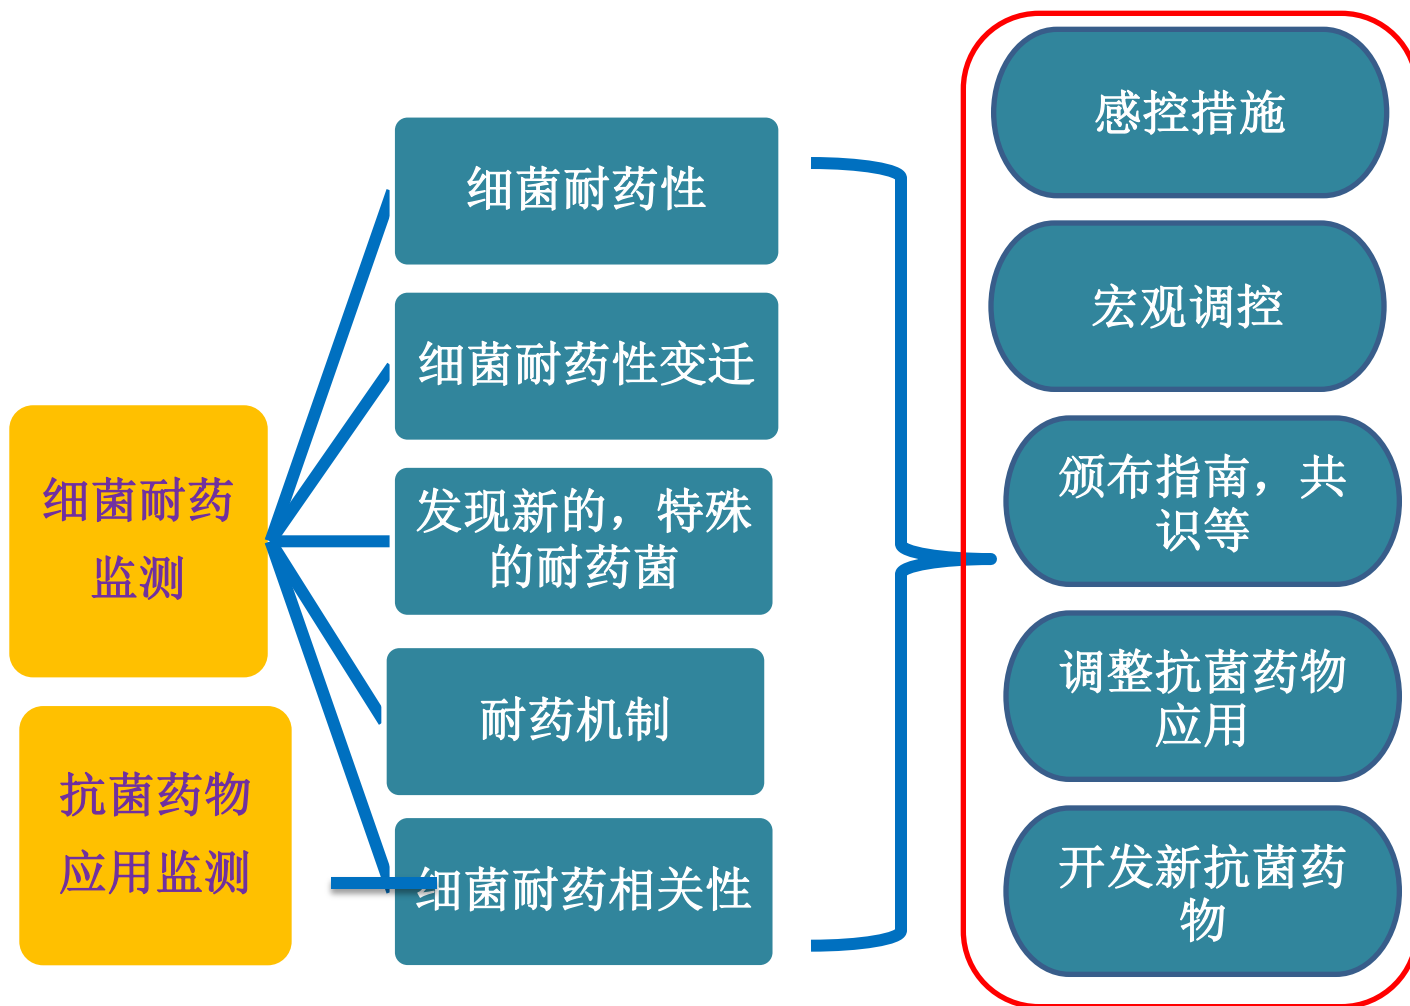 细菌耐药
监测
抗菌药物
应用监测
细菌耐药性
细菌耐药性变迁
发现新的，特殊
的耐药菌
耐药机制
细菌耐药相关性
感控措施
宏观调控
颁布指南，共
识等
调整抗菌药物
应用
开发新抗菌药
物